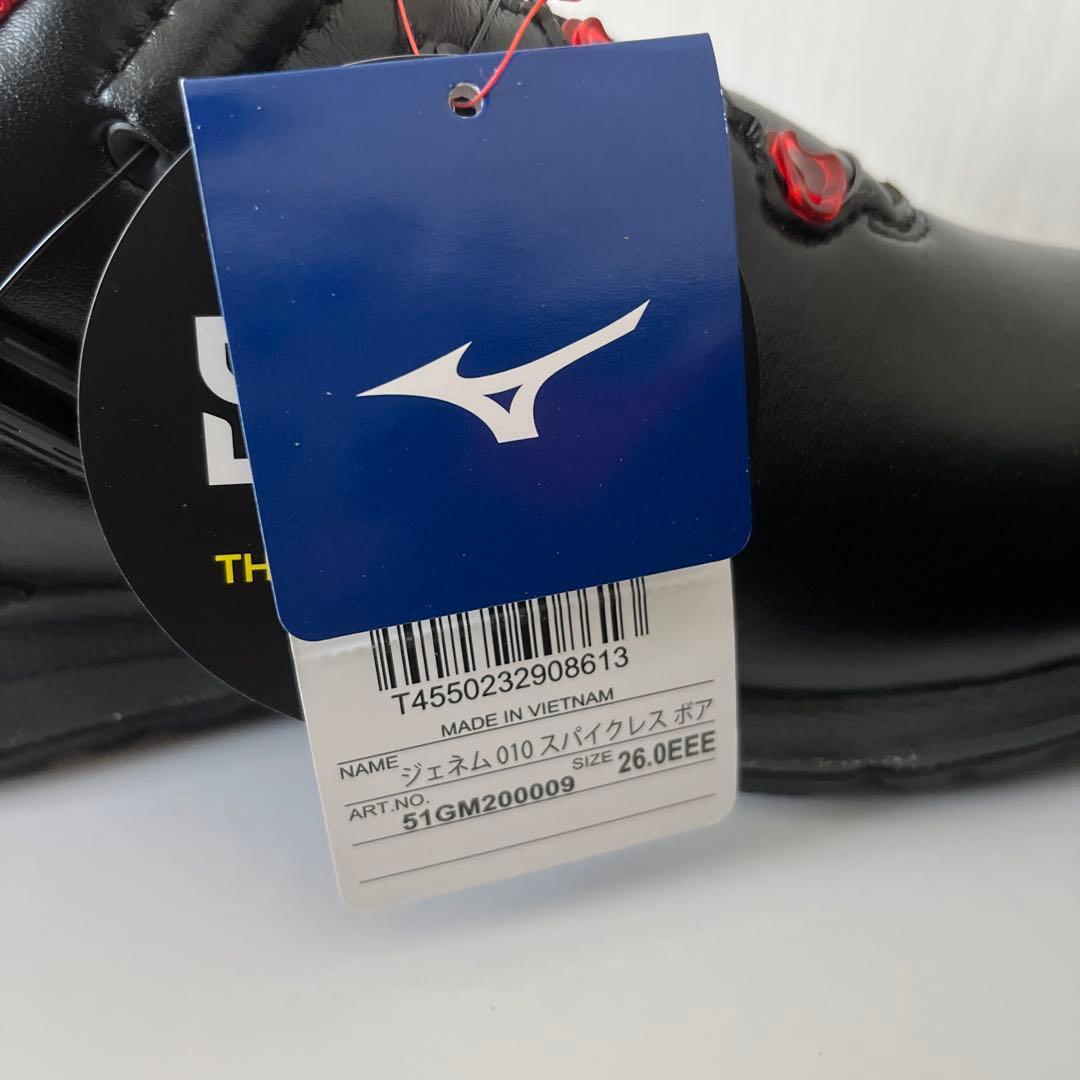 TH
T4550232908613
MADE IN VIETNAM
NAME ジェネム 010 スパイクレス ボア
ART.NO. 51GM200009 SIZE 26.0EEE